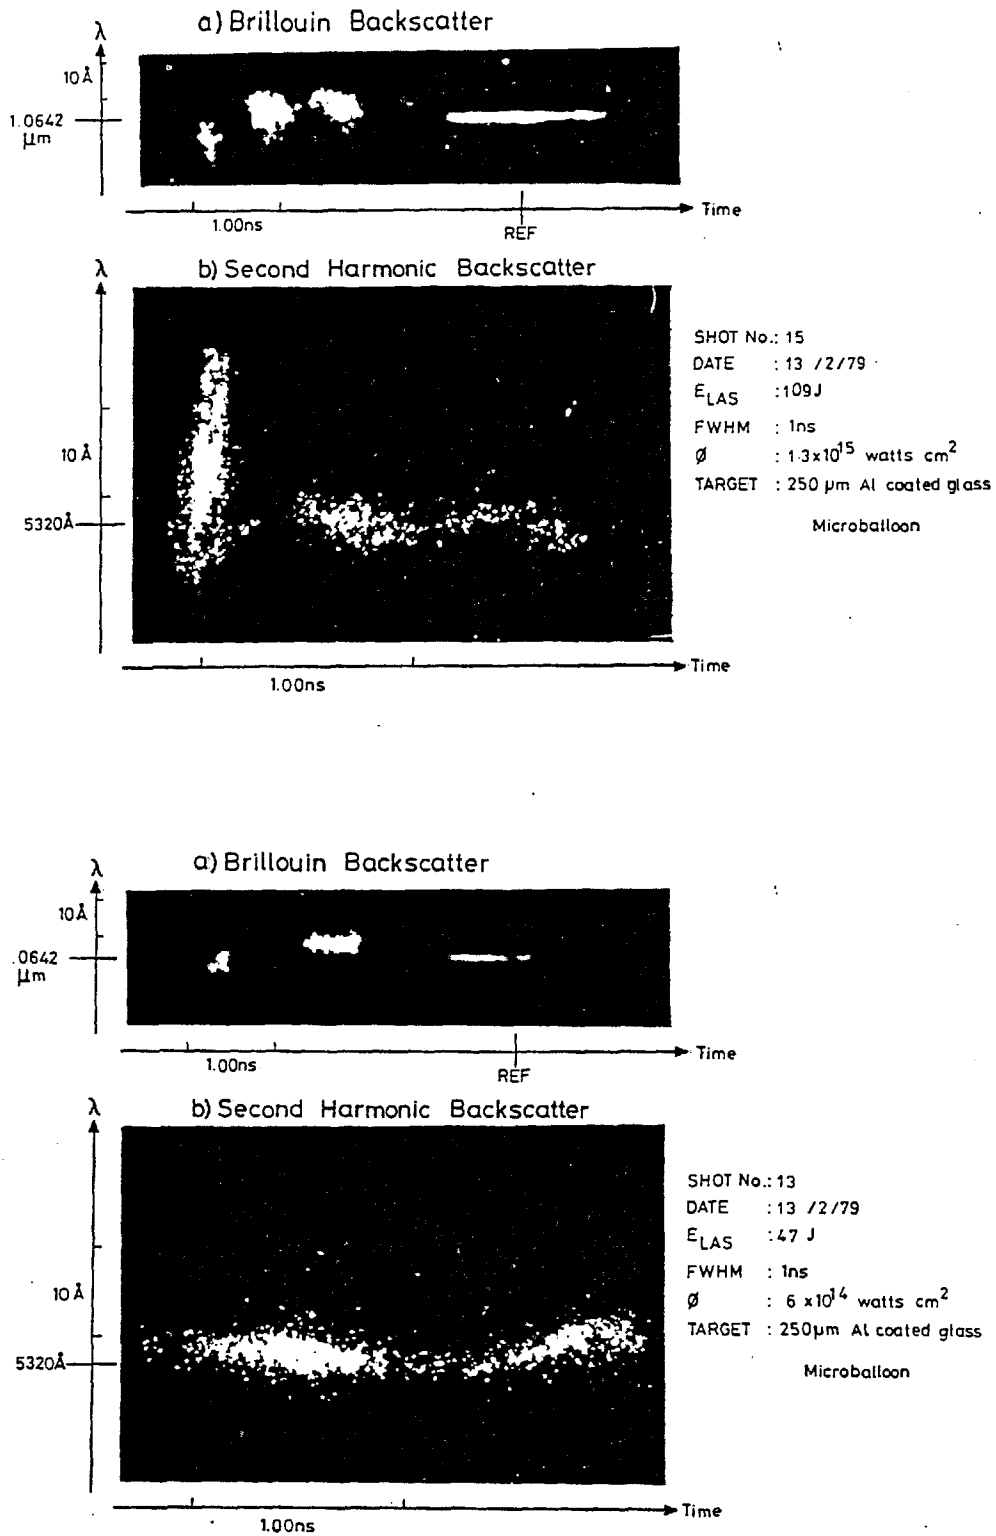 a) Brillouin Backscatter
λ
10 Å
1.0642
μm
Time
1.00ns
REF
b) Second Harmonic Backscatter
λ
10 Å
5320Å
Time
1.00ns
SHOT No.: 15
DATE : 13 /2/79
E LAS : 109J
FWHM : 1ns
Ø : 1.3x10^15 watts cm^2
TARGET : 250 μm Al coated glass
Microballoon
a) Brillouin Backscatter
λ
10Å
.0642
μm
Time
1.00ns
REF
b) Second Harmonic Backscatter
λ
10 Å
5320Å
Time
1.00ns
SHOT No.: 13
DATE : 13 /2/79
E LAS : 47 J
FWHM : 1ns
Ø : 6 x10^14 watts cm^2
TARGET : 250μm Al coated glass
Microballoon